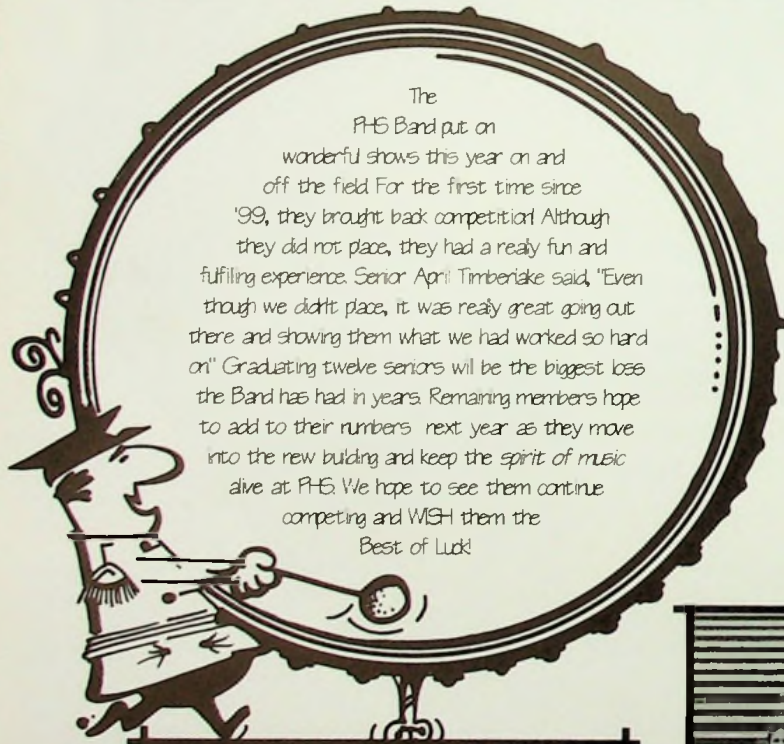 The
PHS Band put on
wonderful shows this year on and
off the field. For the first time since
'99, they brought back competition! Although
they did not place, they had a really fun and
fulfilling experience. Senior April Timberlake said, "Even
though we didn't place, it was really great going out
there and showing them what we had worked so hard
on." Graduating twelve seniors will be the biggest loss
the Band has had in years. Remaining members hope
to add to their numbers next year as they move
into the new building and keep the spirit of music
alive at PHS. We hope to see them continue
competing and WISH them the
Best of Luck!